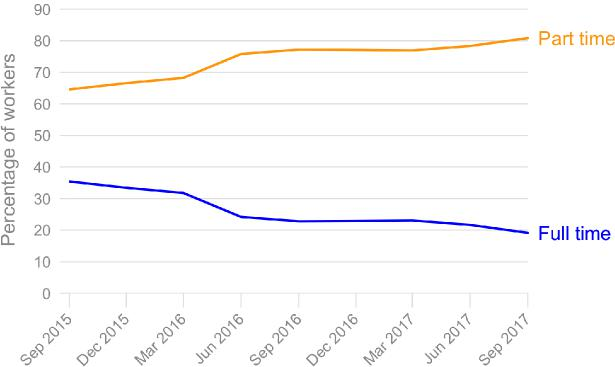 Percentage of workers
90
80
70
60
50
40
30
20
10
0
Part time
Full time
Sep 2015
Dec 2015
Mar 2016
Jun 2016
Sep 2016
Dec 2016
Mar 2017
Jun 2017
Sep 2017